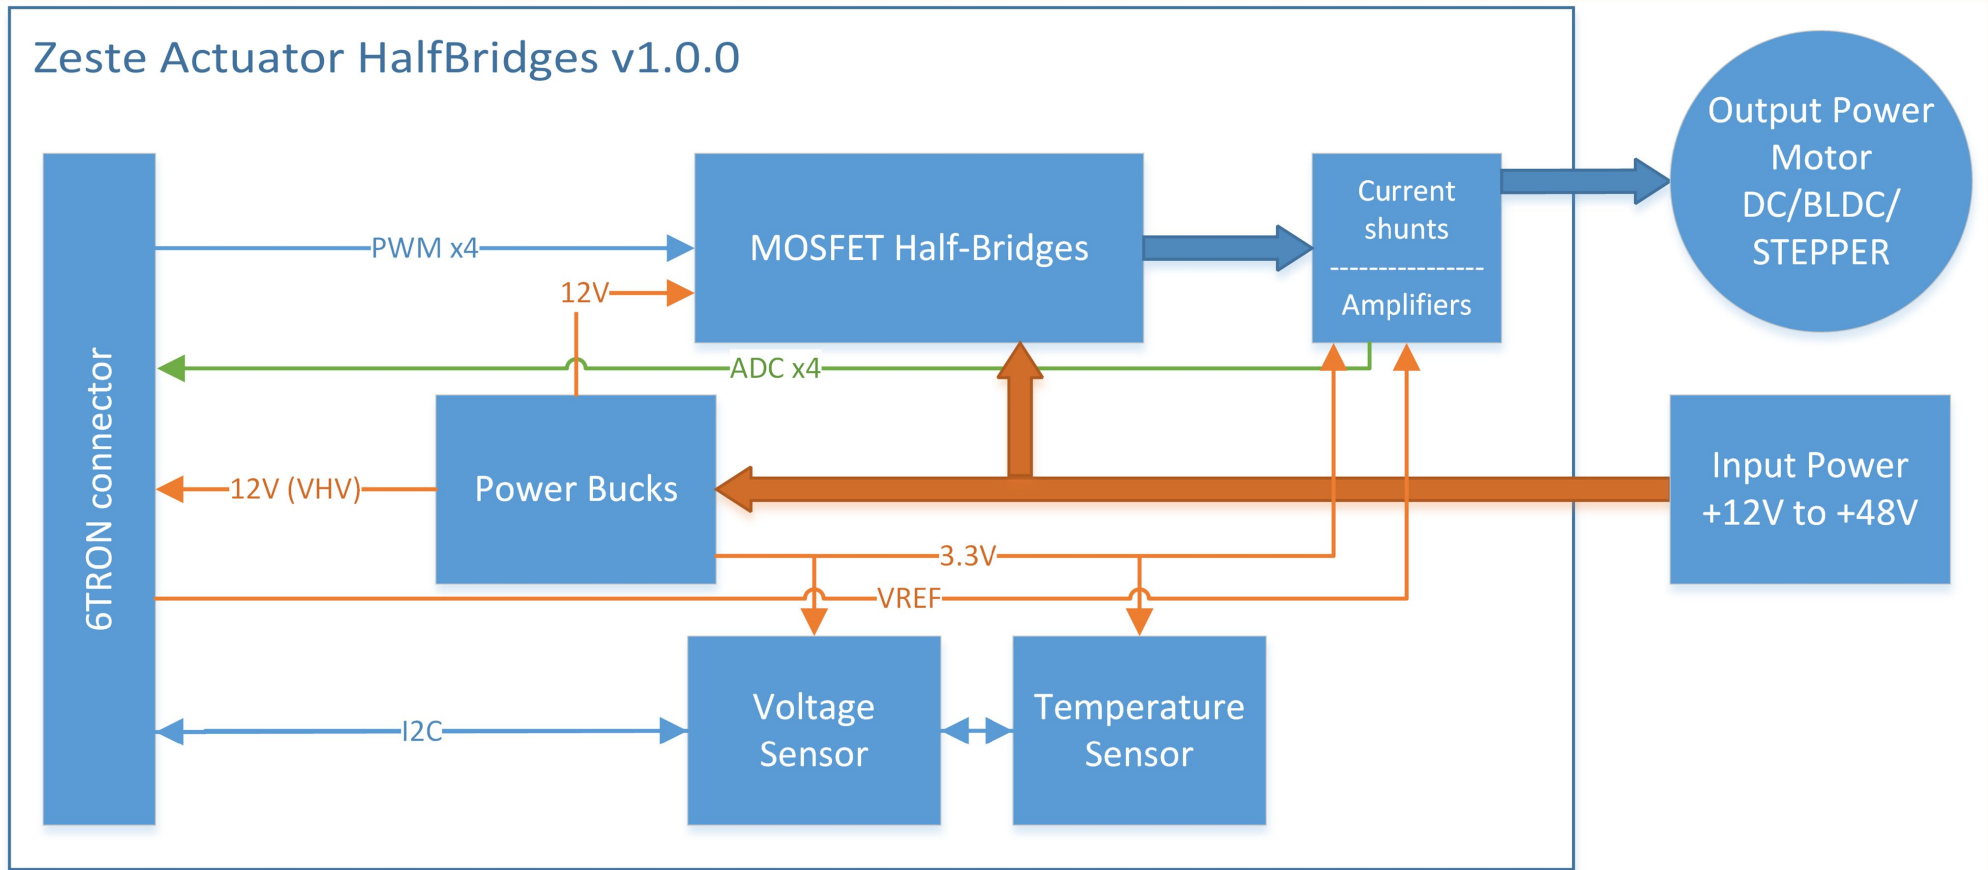 Zeste Actuator HalfBridges v1.0.0
Output Power
Motor
DC/BLDC/
STEPPER
6TRON connector
PWM x4
MOSFET Half-Bridges
Current
shunts
----------------
Amplifiers
12V
ADC x4
Power Bucks
12V (VHV)
Input Power
+12V to +48V
3.3V
VREF
Voltage
Sensor
Temperature
Sensor
I2C